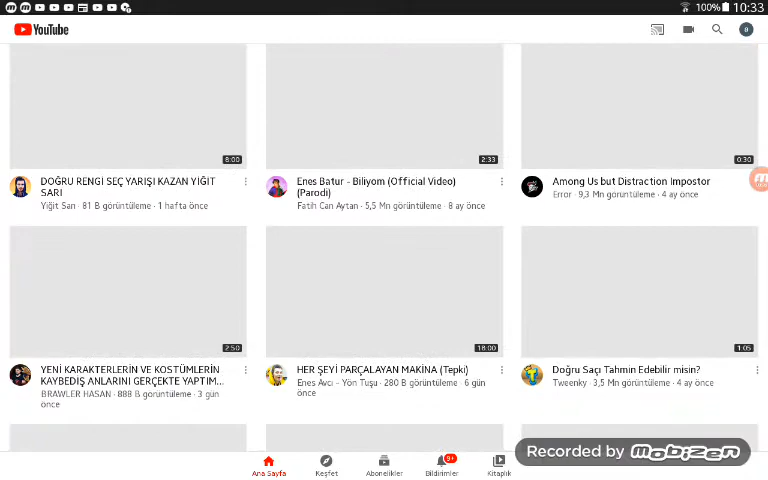 100% 10:33
YouTube
8:00
2:33
0:30
DOĞRU RENGİ SEÇ YARIŞI KAZAN YİĞİT
SARI
Yiğit Sarı · 81 B görüntüleme · 1 hafta önce
Enes Batur - Biliyom (Official Video)
(Parodi)
Fatih Can Aytan · 5,5 Mn görüntüleme · 8 ay önce
Among Us but Distraction Impostor
Error · 9,3 Mn görüntüleme · 4 ay önce
2:50
18:00
1:05
YENİ KARAKTERLERİN VE KOSTÜMLERİN
KAYBEDİŞ ANLARINI GERÇEKTE YAPTIM...
BRAWLER HASAN · 888 B görüntüleme · 3 gün
önce
HER ŞEYİ PARÇALAYAN MAKİNA (Tepki)
Enes Avcı - Yön Tuşu · 280 B görüntüleme · 6 gün
önce
Doğru Saçı Tahmin Edebilir misin?
Tweenky · 3,5 Mn görüntüleme · 4 ay önce
9+
Ana Sayfa
Keşfet
Abonelikler
Bildirimler
Kitaplık
Recorded by mobizen